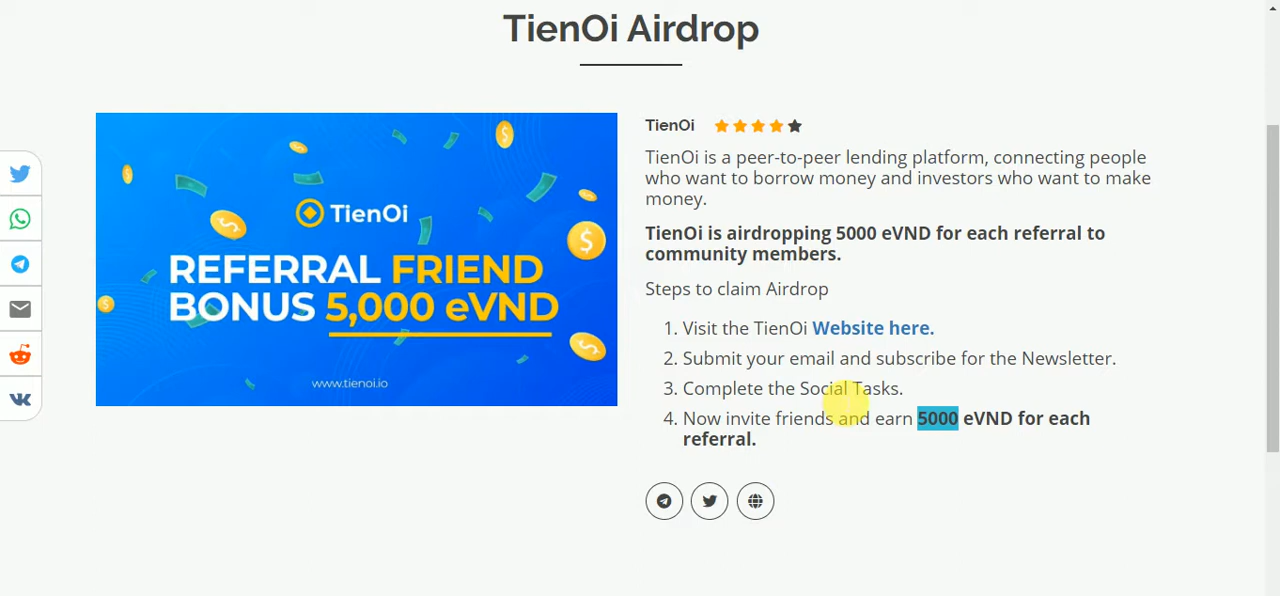 TienOi Airdrop
TienOi
REFERRAL FRIEND
BONUS 5,000 eVND
www.tienoi.io
TienOi
TienOi is a peer-to-peer lending platform, connecting people
who want to borrow money and investors who want to make
money.
TienOi is airdropping 5000 eVND for each referral to
community members.
Steps to claim Airdrop
1. Visit the TienOi Website here.
2. Submit your email and subscribe for the Newsletter.
3. Complete the Social Tasks.
4. Now invite friends and earn 5000 eVND for each
referral.